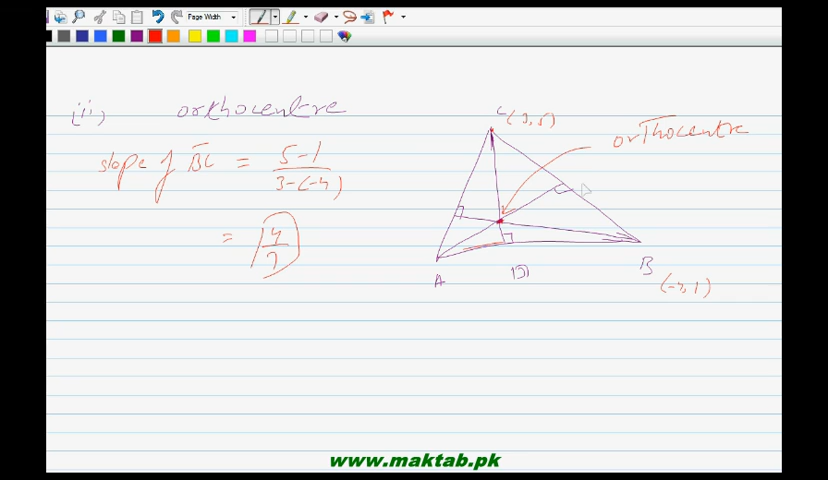 Page Width
(ii) orthocentre
C (3,5)
orthocentre
slope of BC = 5-1
3-(-4)
= 4
7
A
D
B
(-4,1)
www.maktab.pk